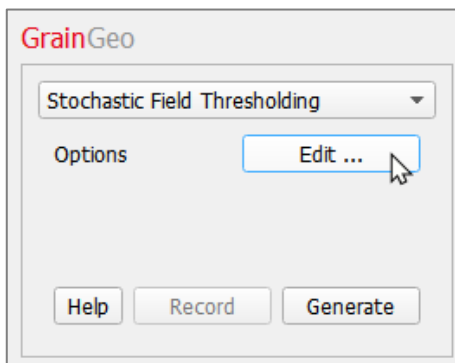 GrainGeo
Stochastic Field Thresholding
Options Edit ...
Help Record Generate